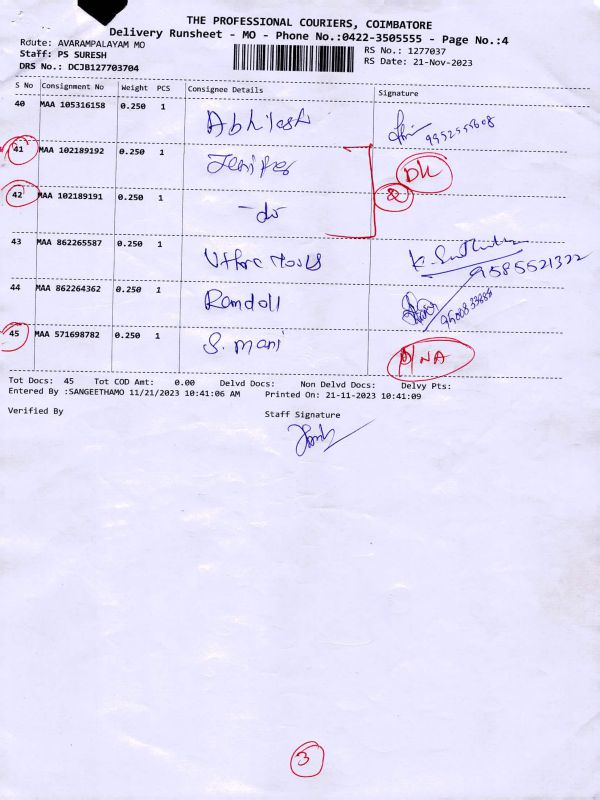 THE PROFESSIONAL COURIERS, COIMBATORE
Delivery Runsheet - MO - Phone No.:0422-3505555 - Page No.:4
Route: AVARAMPALAYAM MO
RS No.: 1277037
Staff: PS SURESH
RS Date: 21-Nov-2023
DRS No.: DCJB127703704
S No Consignment No Weight PCS Consignee Details Signature
40 MAA 105316158 0.250 1 Abhilash 9952555608
41 MAA 102189192 0.250 1 Jenifer DL
42 MAA 102189191 0.250 1 - do
43 MAA 862265587 0.250 1 Uthra Tools 9585521322
44 MAA 862264362 0.250 1 Ramdoll
45 MAA 571698782 0.250 1 S. mani D/NA
Tot Docs: 45 Tot COD Amt: 0.00 Delvd Docs: Non Delvd Docs: Delvy Pts:
Entered By :SANGEETHAMO 11/21/2023 10:41:06 AM Printed On: 21-11-2023 10:41:09
Verified By Staff Signature
3